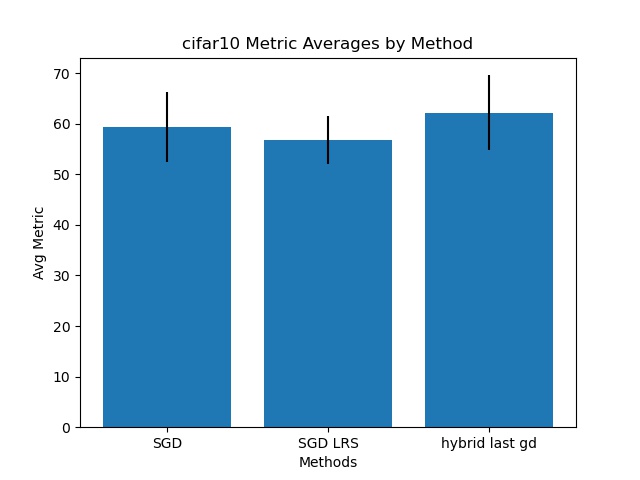 cifar10 Metric Averages by Method
Avg Metric
70
60
50
40
30
20
10
0
SGD
SGD LRS
hybrid last gd
Methods